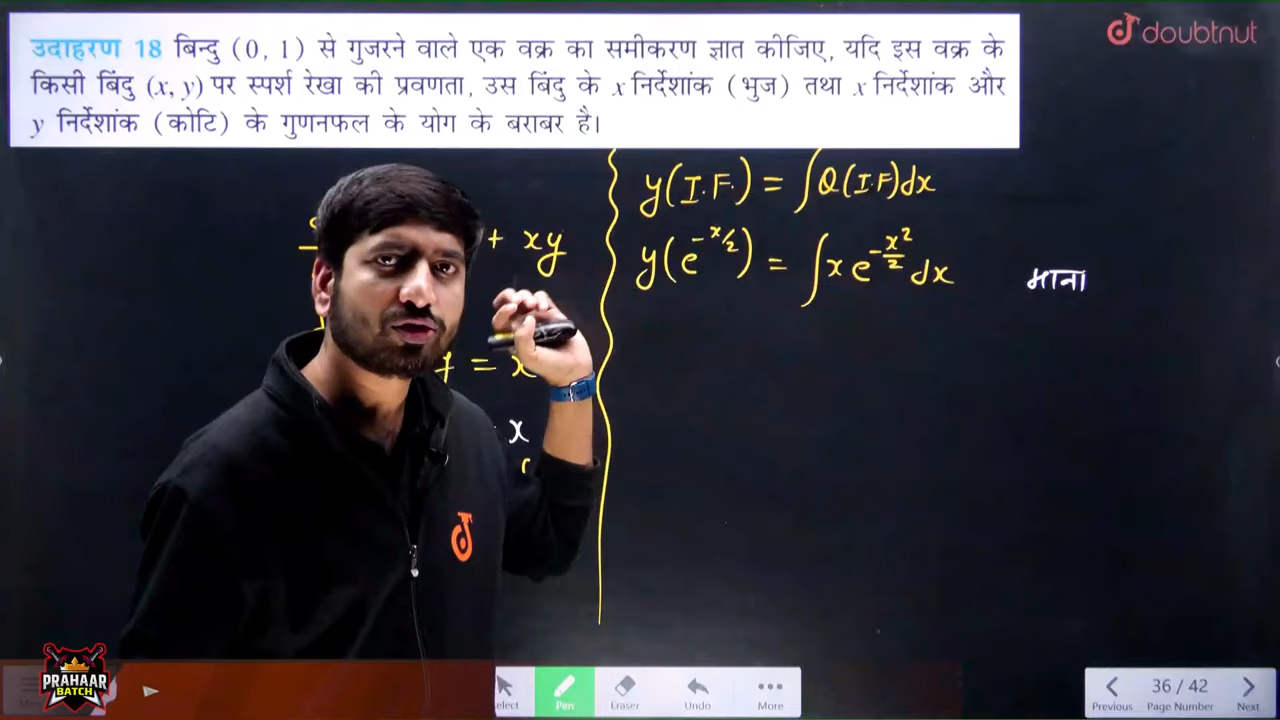 उदाहरण 18 बिन्दु (0, 1) से गुजरने वाले एक वक्र का समीकरण ज्ञात कीजिए, यदि इस वक्र के
किसी बिंदु (x, y) पर स्पर्श रेखा की प्रवणता, उस बिंदु के x निर्देशांक (भुज) तथा x निर्देशांक और
y निर्देशांक (कोटि) के गुणनफल के योग के बराबर है।
doubtnut
+ xy
= x
x
y(I.F.) = ∫Q(I.F)dx
y(e^{-x/2}) = ∫x e^{-x²/2} dx
माना
PRAHAAR
BATCH
elect
Pen
Eraser
Undo
More
36 / 42
Previous Page Number Next